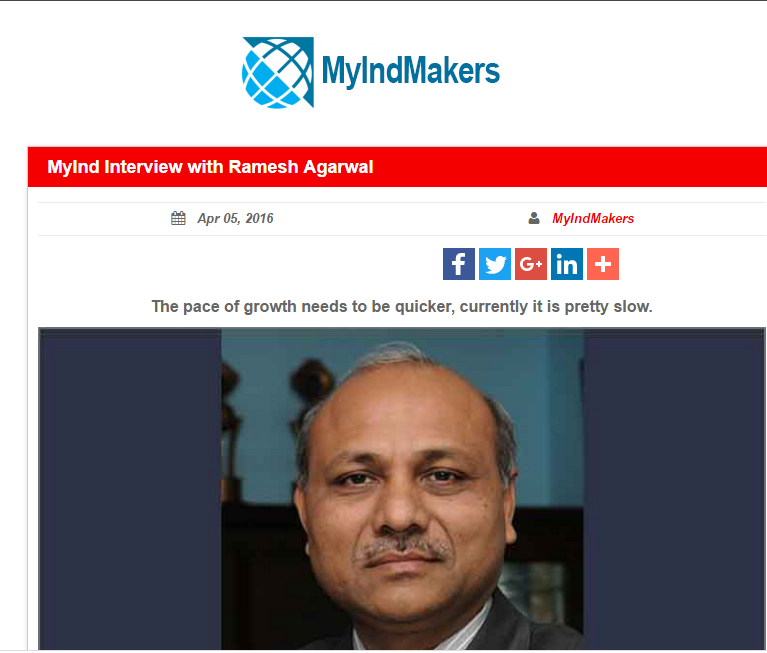 MyIndMakers
MyInd Interview with Ramesh Agarwal
Apr 05, 2016
MyIndMakers
f
G+
in
+
The pace of growth needs to be quicker, currently it is pretty slow.